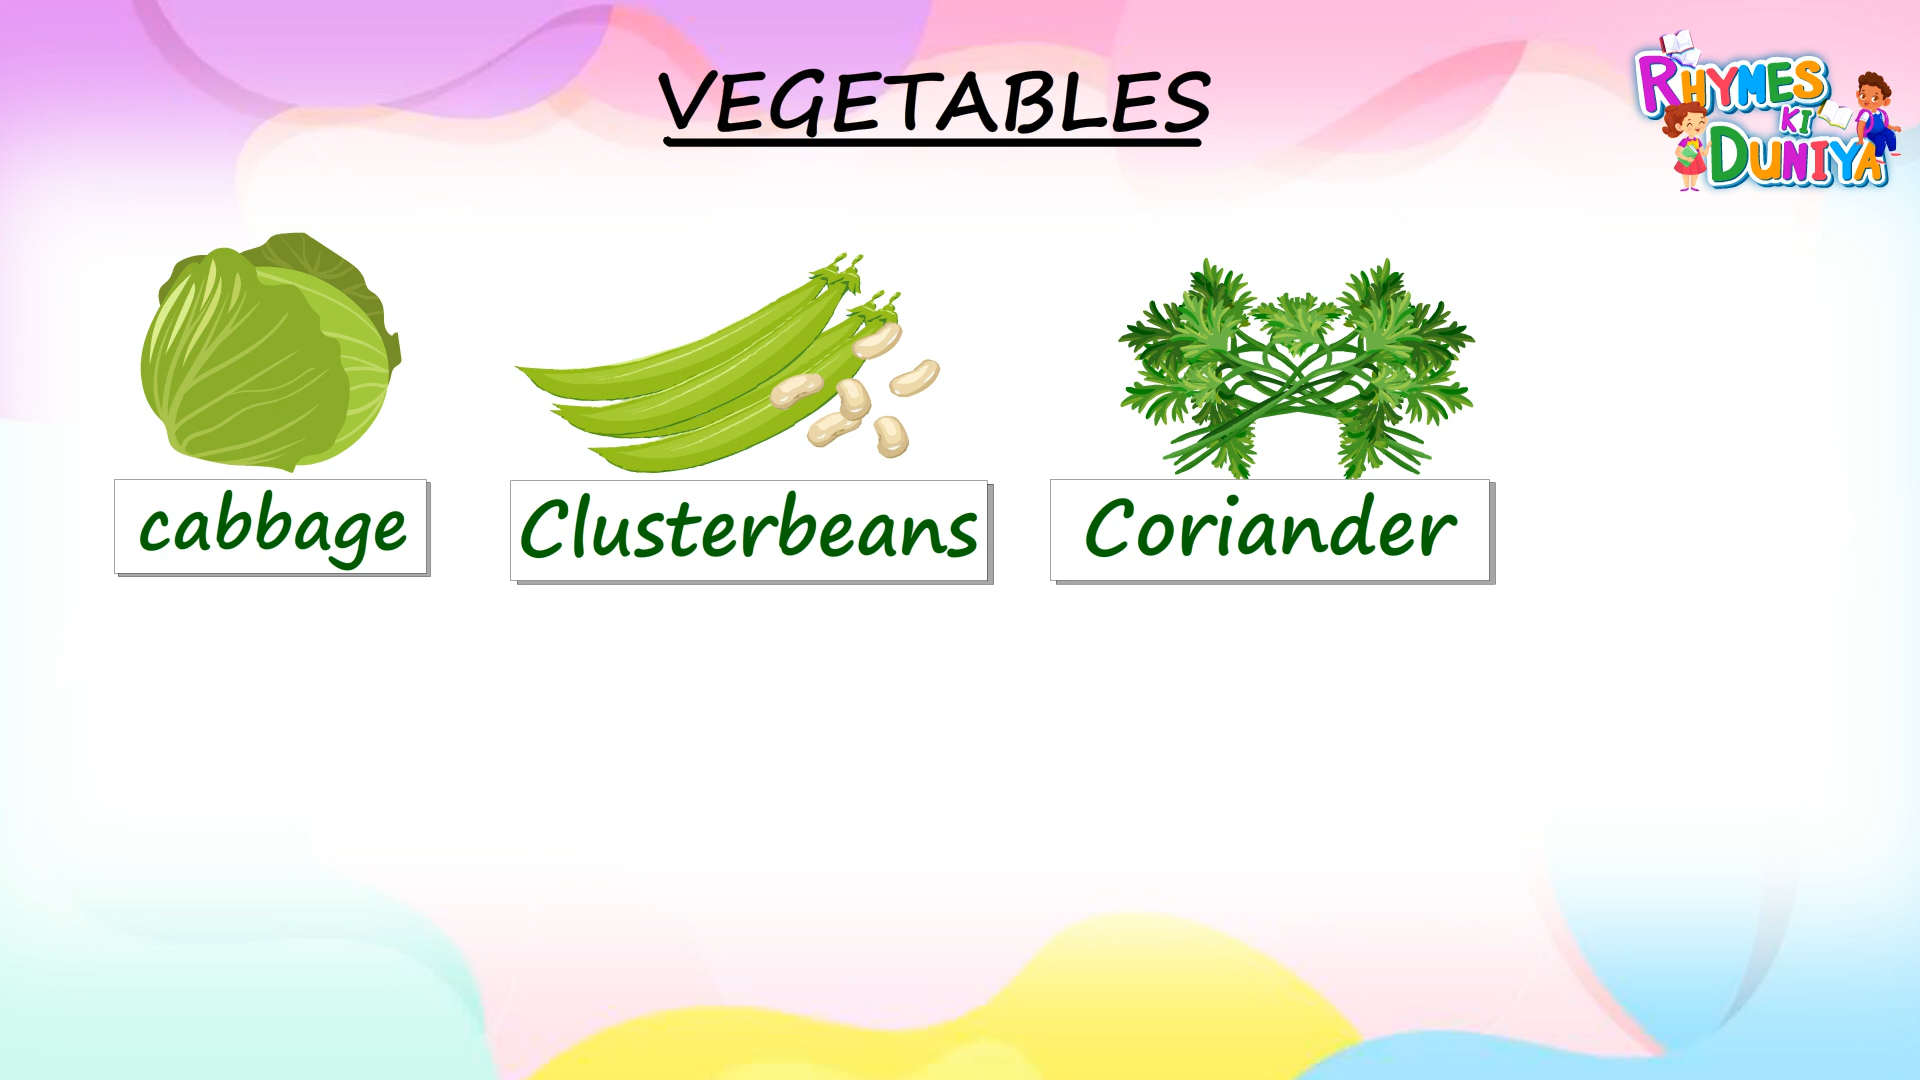 VEGETABLES
RHYMES
KI
DUNIYA
cabbage
Clusterbeans
Coriander